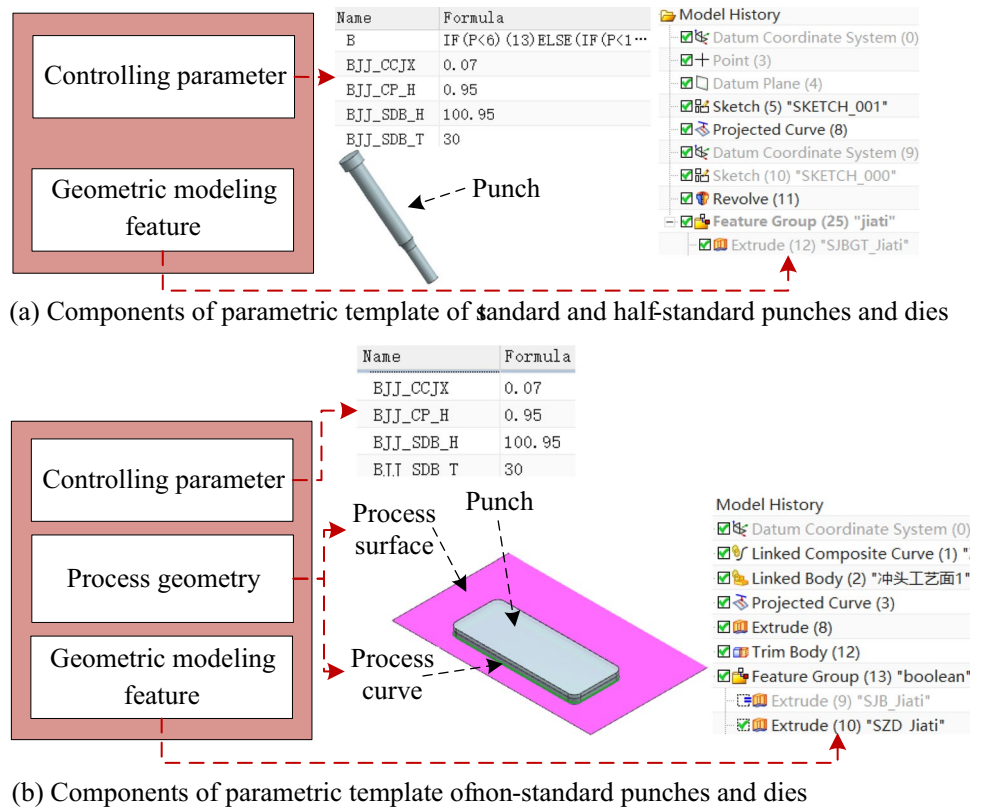 Controlling parameter
Geometric modeling
feature
Name Formula
B IF(P<6)(13)ELSE(IF(P<1…
BJJ_CCJX 0.07
BJJ_CP_H 0.95
BJJ_SDB_H 100.95
BJJ_SDB_T 30
Punch
Model History
Datum Coordinate System (0)
Point (3)
Datum Plane (4)
Sketch (5) "SKETCH_001"
Projected Curve (8)
Datum Coordinate System (9)
Sketch (10) "SKETCH_000"
Revolve (11)
Feature Group (25) "jiati"
Extrude (12) "SJBGT_Jiati"
(a) Components of parametric template of standard and half-standard punches and dies
Controlling parameter
Process geometry
Geometric modeling
feature
Name Formula
BJJ_CCJX 0.07
BJJ_CP_H 0.95
BJJ_SDB_H 100.95
BJJ_SDB_T 30
Punch
Process
surface
Process
curve
Model History
Datum Coordinate System (0)
Linked Composite Curve (1) "
Linked Body (2) "冲头工艺面1"
Projected Curve (3)
Extrude (8)
Trim Body (12)
Feature Group (13) "boolean"
Extrude (9) "SJB_Jiati"
Extrude (10) "SZD_Jiati"
(b) Components of parametric template of non-standard punches and dies